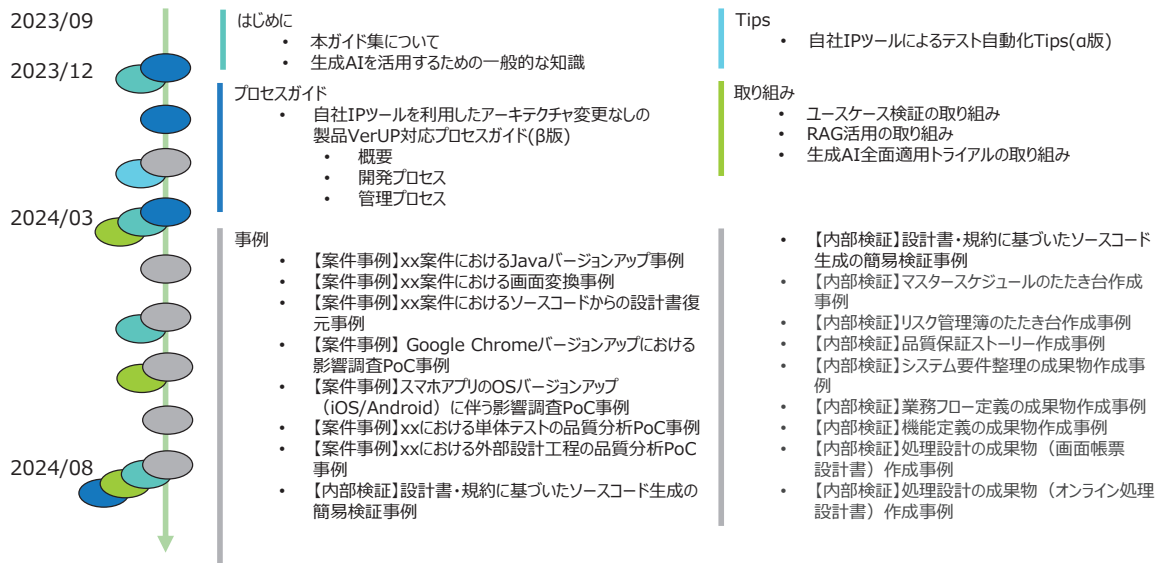 2023/09
2023/12
2024/03
2024/08
はじめに
• 本ガイド集について
• 生成AIを活用するための一般的な知識
プロセスガイド
• 自社IPツールを利用したアーキテクチャ変更なしの
製品VerUP対応プロセスガイド(β版)
• 概要
• 開発プロセス
• 管理プロセス
事例
• 【案件事例】xx案件におけるJavaバージョンアップ事例
• 【案件事例】xx案件における画面変換事例
• 【案件事例】xx案件におけるソースコードからの設計書復
元事例
• 【案件事例】 Google Chromeバージョンアップにおける
影響調査PoC事例
• 【案件事例】スマホアプリのOSバージョンアップ
（iOS/Android）に伴う影響調査PoC事例
• 【案件事例】xxにおける単体テストの品質分析PoC事例
• 【案件事例】xxにおける外部設計工程の品質分析PoC
事例
• 【内部検証】設計書・規約に基づいたソースコード生成の
簡易検証事例
Tips
• 自社IPツールによるテスト自動化Tips(α版)
取り組み
• ユースケース検証の取り組み
• RAG活用の取り組み
• 生成AI全面適用トライアルの取り組み
• 【内部検証】設計書・規約に基づいたソースコード
生成の簡易検証事例
• 【内部検証】マスタースケジュールのたたき台作成
事例
• 【内部検証】リスク管理簿のたたき台作成事例
• 【内部検証】品質保証ストーリー作成事例
• 【内部検証】システム要件整理の成果物作成事
例
• 【内部検証】業務フロー定義の成果物作成事例
• 【内部検証】機能定義の成果物作成事例
• 【内部検証】処理設計の成果物（画面帳票
設計書）作成事例
• 【内部検証】処理設計の成果物（オンライン処理
設計書）作成事例